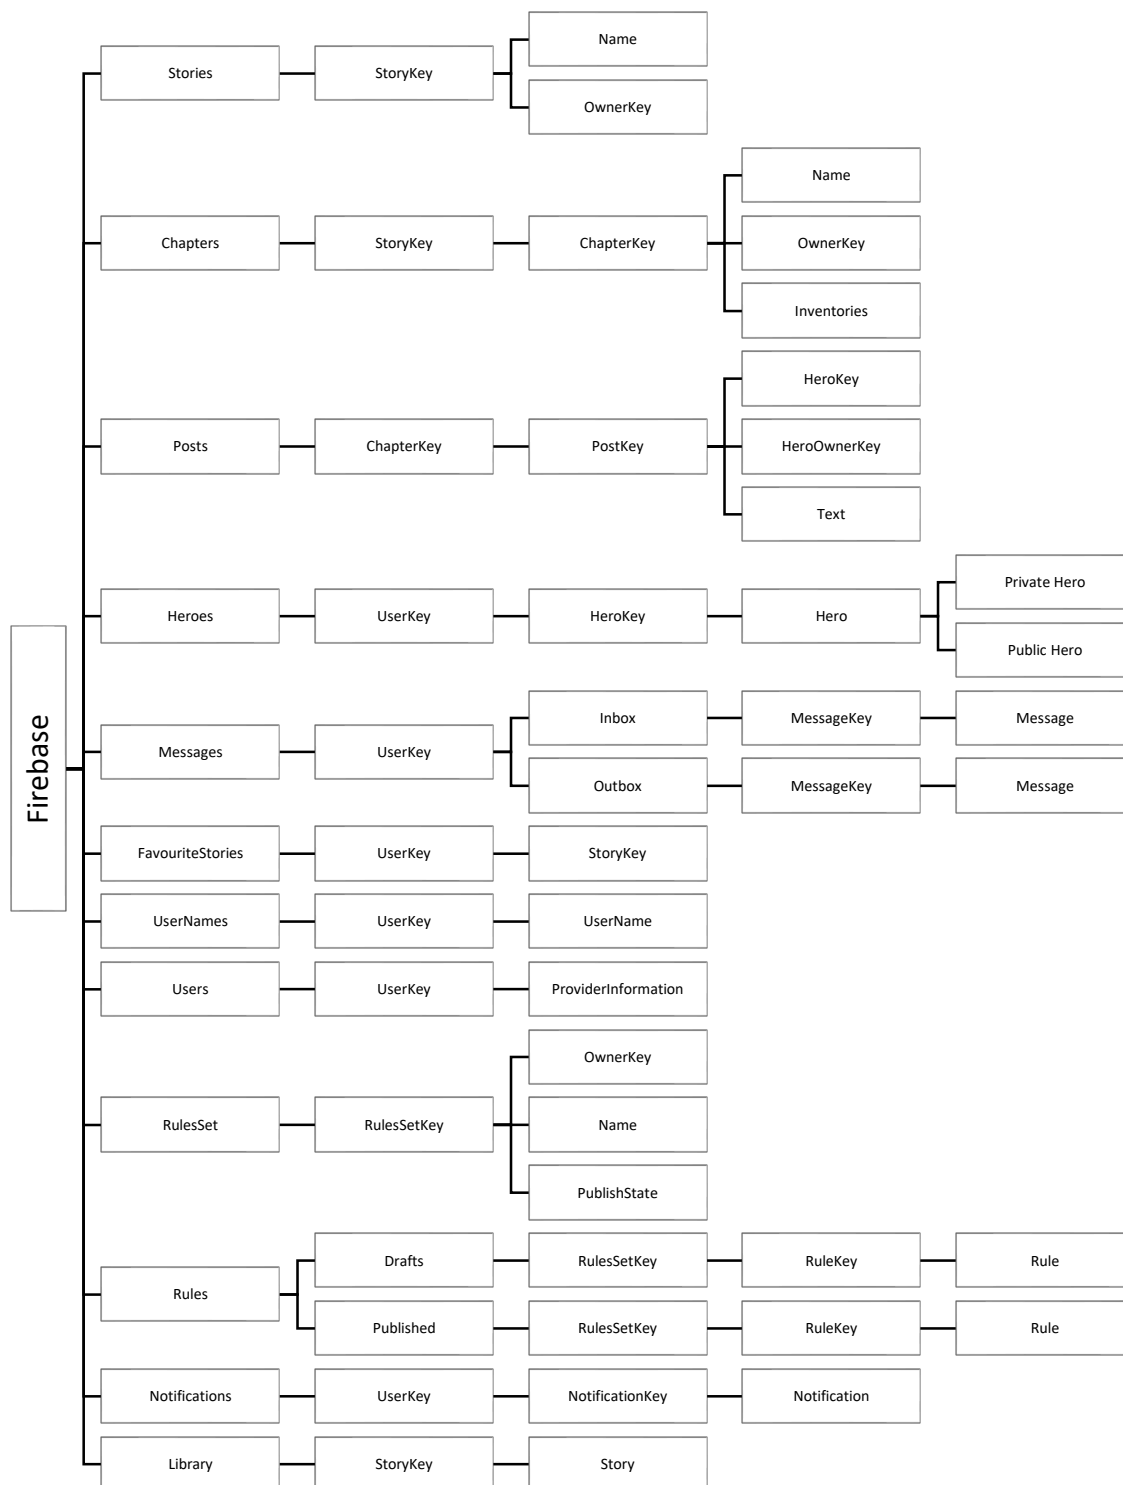 Firebase
Stories
StoryKey
Name
OwnerKey
Chapters
StoryKey
ChapterKey
Name
OwnerKey
Inventories
Posts
ChapterKey
PostKey
HeroKey
HeroOwnerKey
Text
Heroes
UserKey
HeroKey
Hero
Private Hero
Public Hero
Messages
UserKey
Inbox
MessageKey
Message
Outbox
MessageKey
Message
FavouriteStories
UserKey
StoryKey
UserNames
UserKey
UserName
Users
UserKey
ProviderInformation
RulesSet
RulesSetKey
OwnerKey
Name
PublishState
Rules
Drafts
RulesSetKey
RuleKey
Rule
Published
RulesSetKey
RuleKey
Rule
Notifications
UserKey
NotificationKey
Notification
Library
StoryKey
Story